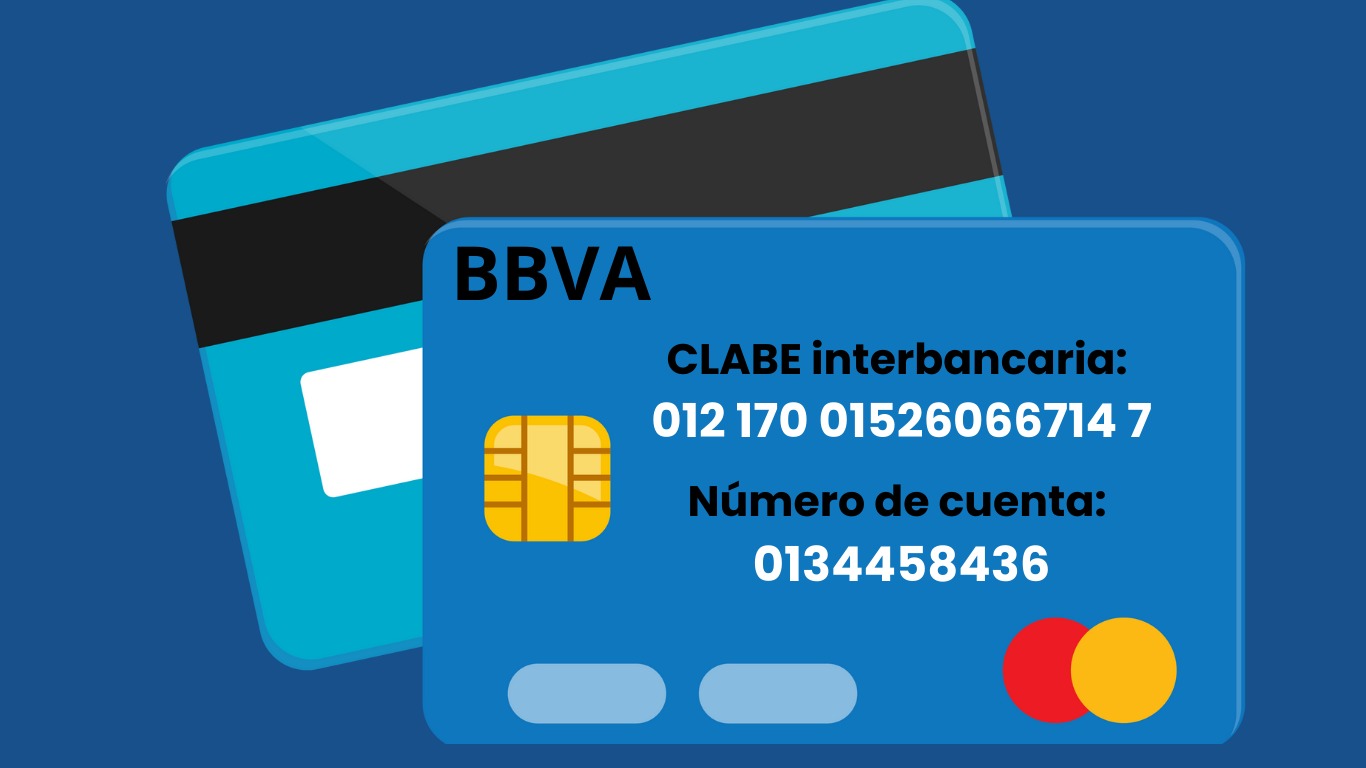 BBVA
CLABE interbancaria:
012 170 01526066714 7
Número de cuenta:
0134458436